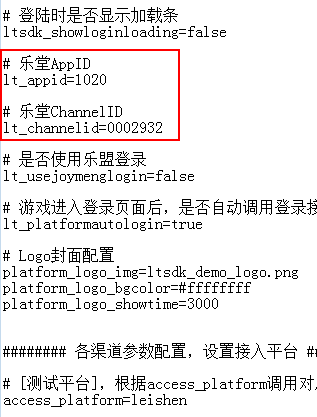 # 登陆时是否显示加载条
ltsdk_showloginloading=false
# 乐堂AppID
lt_appid=1020
# 乐堂ChannelID
lt_channelid=0002932
# 是否使用乐盟登录
lt_usejoymenglogin=false
# 游戏进入登录页面后，是否自动调用登录接
lt_platformautologin=true
# Logo封面配置
platform_logo_img=ltsdk_demo_logo.png
platform_logo_bgcolor=#ffffffff
platform_logo_showtime=3000
######## 各渠道参数配置，设置接入平台 ##
# [测试平台]，根据access_platform调用对应
access_platform=leishen